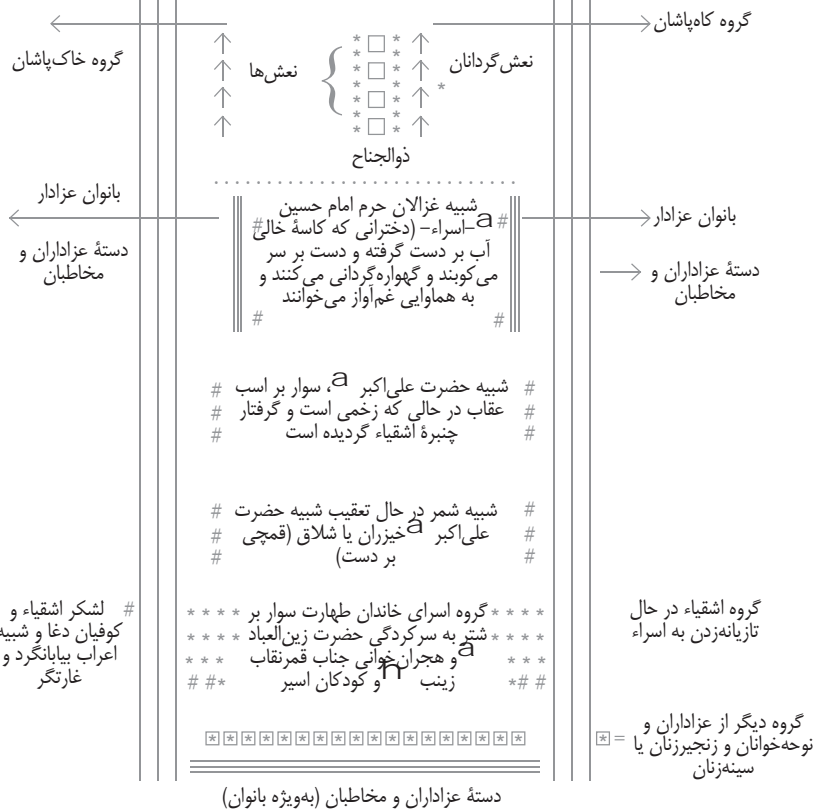 گروه کاه‌پاشان
گروه خاک‌پاشان
نعش‌گردانان
نعش‌ها
ذوالجناح
بانوان عزادار
بانوان عزادار
شبیه غزالان حرم امام حسین
a -اسراء- (دخترانی که کاسهٔ خالی
آب بر دست گرفته و دست بر سر
می‌کوبند و گهواره‌گردانی می‌کنند و
به هماوایی غم‌آواز می‌خوانند
دستهٔ عزاداران و
مخاطبان
دستهٔ عزاداران و
مخاطبان
شبیه حضرت علی‌اکبر a، سوار بر اسب
عقاب در حالی که زخمی است و گرفتار
چنبرهٔ اشقیاء گردیده است
شبیه شمر در حال تعقیب شبیه حضرت
علی‌اکبر a خیزران یا شلاق (قمچی
بر دست)
گروه اشقیاء در حال
تازیانه‌زدن به اسراء
گروه اسرای خاندان طهارت سوار بر
شتر به سرکردگی حضرت زین‌العباد
a و هجران‌خوانی جناب قمرنقاب
زینب h و کودکان اسیر
# لشکر اشقیاء و
کوفیان دغا و شبیه
اعراب بیابانگرد و
غارتگر
گروه دیگر از عزاداران و
نوحه‌خوانان و زنجیرزنان یا = *
سینه‌زنان
دستهٔ عزاداران و مخاطبان (به‌ویژه بانوان)